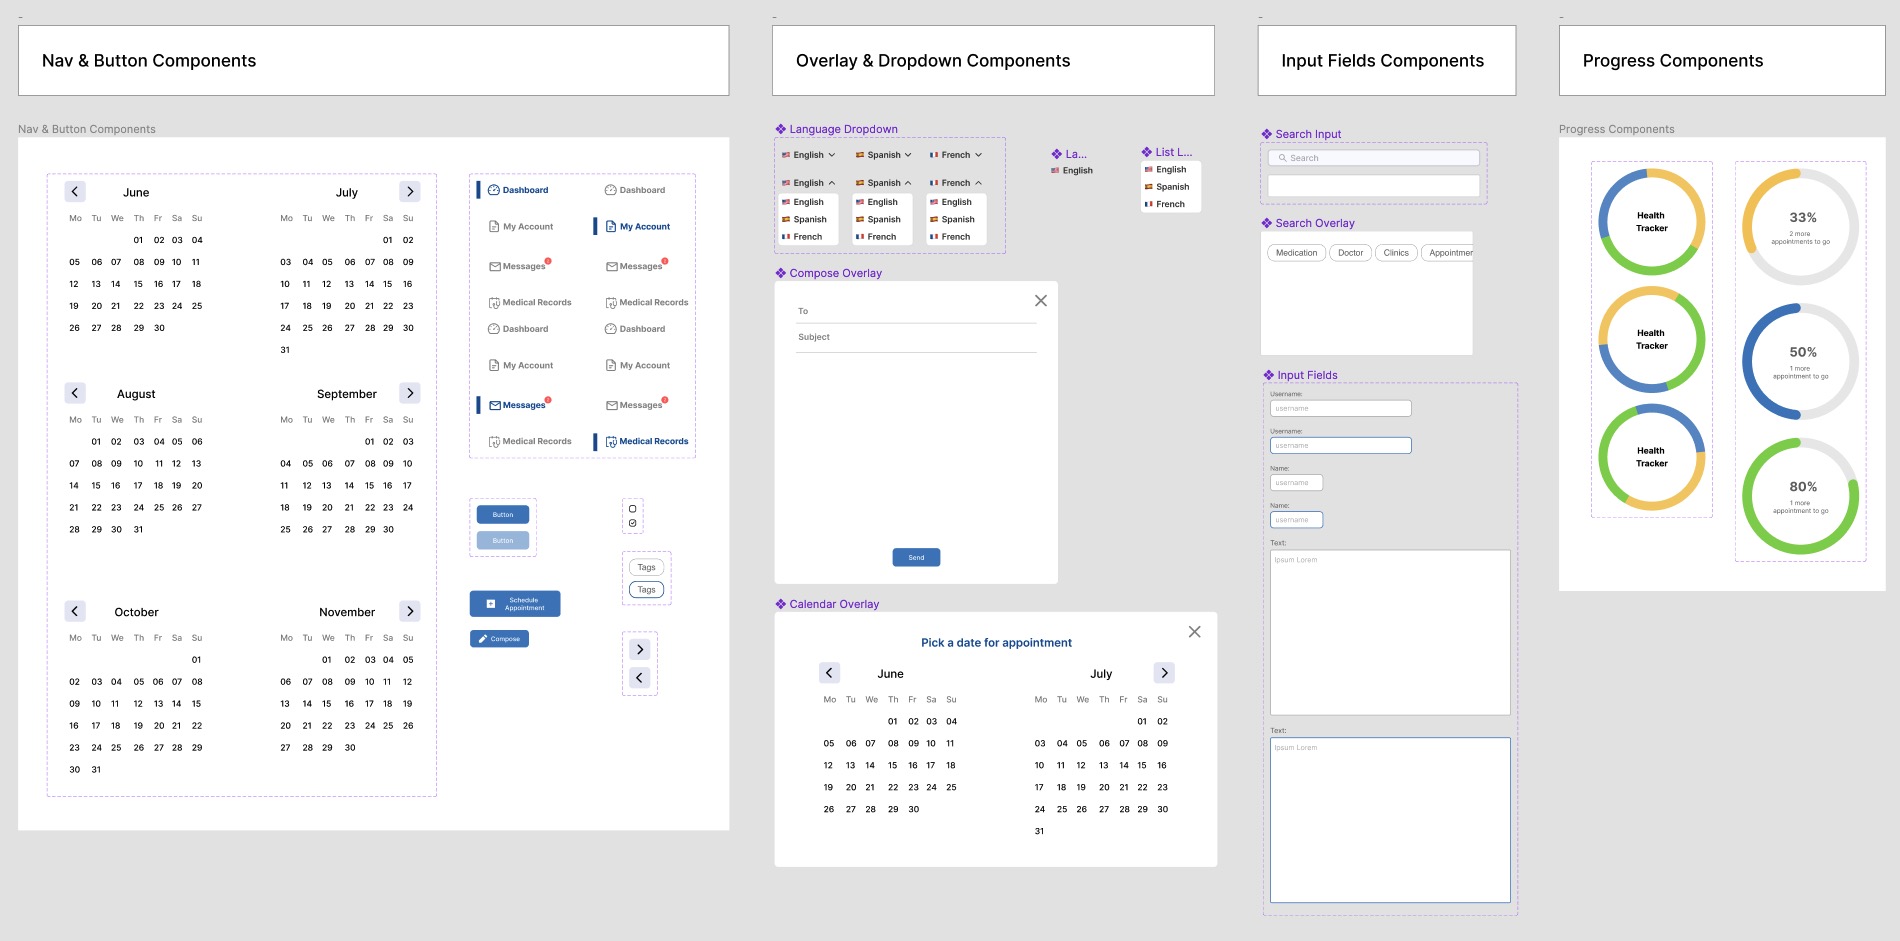 Nav & Button Components
Overlay & Dropdown Components
Input Fields Components
Progress Components
Nav & Button Components
June
Mo Tu We Th Fr Sa Su
01 02 03 04
05 06 07 08 09 10 11
12 13 14 15 16 17 18
19 20 21 22 23 24 25
26 27 28 29 30
July
Mo Tu We Th Fr Sa Su
01 02
03 04 05 06 07 08 09
10 11 12 13 14 15 16
17 18 19 20 21 22 23
24 25 26 27 28 29 30
31
August
Mo Tu We Th Fr Sa Su
01 02 03 04 05 06
07 08 09 10 11 12 13
14 15 16 17 18 19 20
21 22 23 24 25 26 27
28 29 30 31
September
Mo Tu We Th Fr Sa Su
01 02 03
04 05 06 07 08 09 10
11 12 13 14 15 16 17
18 19 20 21 22 23 24
25 26 27 28 29 30
October
Mo Tu We Th Fr Sa Su
01
02 03 04 05 06 07 08
09 10 11 12 13 14 15
16 17 18 19 20 21 22
23 24 25 26 27 28 29
30 31
November
Mo Tu We Th Fr Sa Su
01 02 03 04 05
06 07 08 09 10 11 12
13 14 15 16 17 18 19
20 21 22 23 24 25 26
27 28 29 30
Dashboard
Dashboard
My Account
My Account
Messages
Messages
Medical Records
Medical Records
Dashboard
Dashboard
My Account
My Account
Messages
Messages
Medical Records
Medical Records
Button
Button
Schedule
Appointment
Compose
Tags
Tags
Language Dropdown
English
Spanish
French
English
Spanish
French
English
Spanish
French
English
Spanish
French
English
Spanish
French
La...
English
List L...
English
Spanish
French
Compose Overlay
To
Subject
Send
Calendar Overlay
Pick a date for appointment
June
Mo Tu We Th Fr Sa Su
01 02 03 04
05 06 07 08 09 10 11
12 13 14 15 16 17 18
19 20 21 22 23 24 25
26 27 28 29 30
July
Mo Tu We Th Fr Sa Su
01 02
03 04 05 06 07 08 09
10 11 12 13 14 15 16
17 18 19 20 21 22 23
24 25 26 27 28 29 30
31
Search Input
Search
Search Overlay
Medication
Doctor
Clinics
Appointmer
Input Fields
Username:
username
Username:
username
Name:
username
Name:
username
Text:
Ipsum Lorem
Text:
Ipsum Lorem
Progress Components
Health
Tracker
Health
Tracker
Health
Tracker
33%
2 more
appointments to go
50%
1 more
appointment to go
80%
1 more
appointment to go